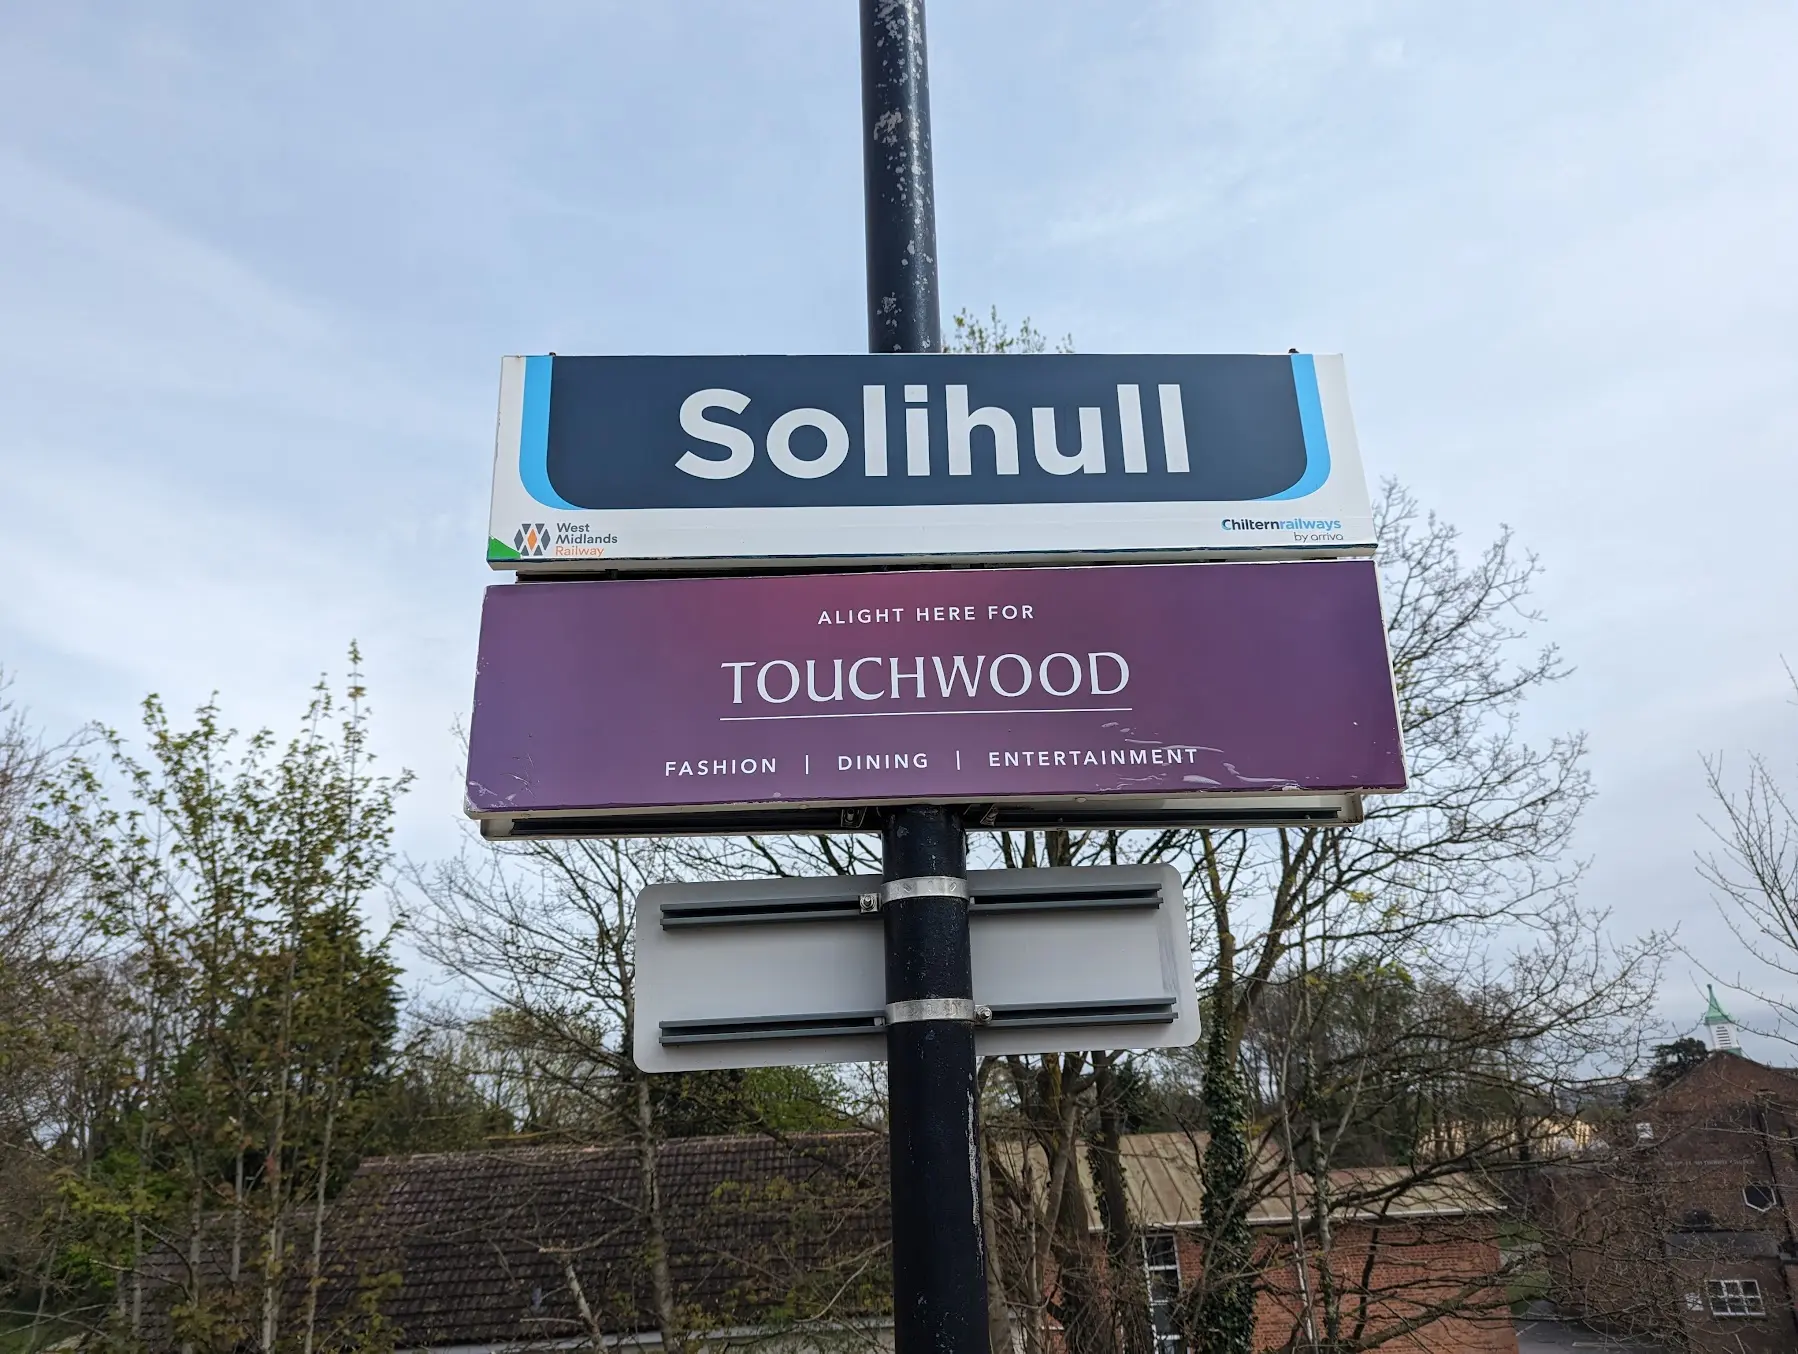 Solihull
West
Midlands
Railway
Chilternrailways
by arriva
ALIGHT HERE FOR
TOUCHWOOD
FASHION | DINING | ENTERTAINMENT